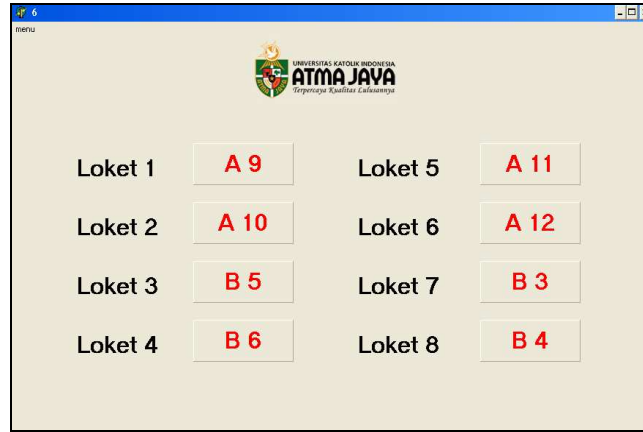 6
menu
UNIVERSITAS KATOLIK INDONESIA
ATMA JAYA
Terpercaya Kualitas Lulusannya
Loket 1 A 9 Loket 5 A 11
Loket 2 A 10 Loket 6 A 12
Loket 3 B 5 Loket 7 B 3
Loket 4 B 6 Loket 8 B 4